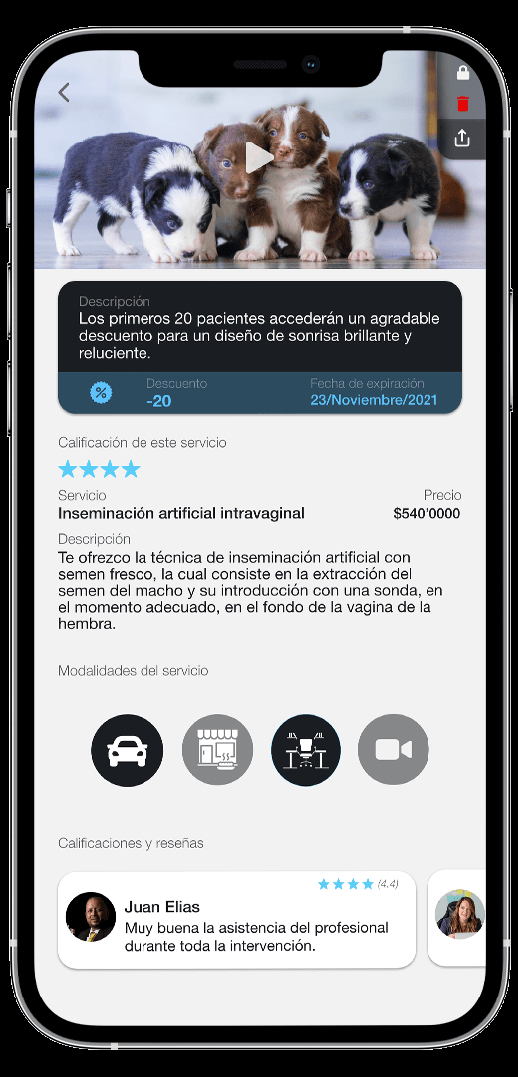 Descripción
Los primeros 20 pacientes accederán un agradable
descuento para un diseño de sonrisa brillante y
reluciente.
Descuento
Fecha de expiración
-20
23/Noviembre/2021
Calificación de este servicio
Servicio
Precio
Inseminación artificial intravaginal
$540'0000
Descripción
Te ofrezco la técnica de inseminación artificial con
semen fresco, la cual consiste en la extracción del
semen del macho y su introducción con una sonda, en
el momento adecuado, en el fondo de la vagina de la
hembra.
Modalidades del servicio
Calificaciones y reseñas
(4.4)
Juan Elias
Muy buena la asistencia del profesional
durante toda la intervención.